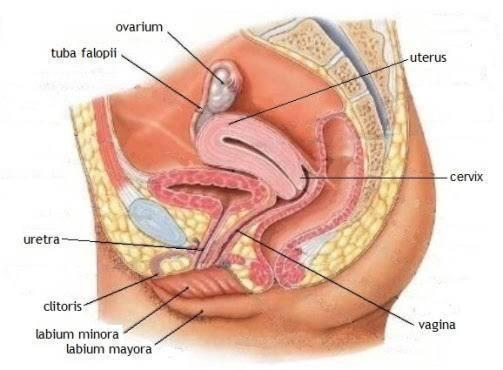 ovarium
tuba falopii
uterus
cervix
uretra
clitoris
labium minora
labium mayora
vagina